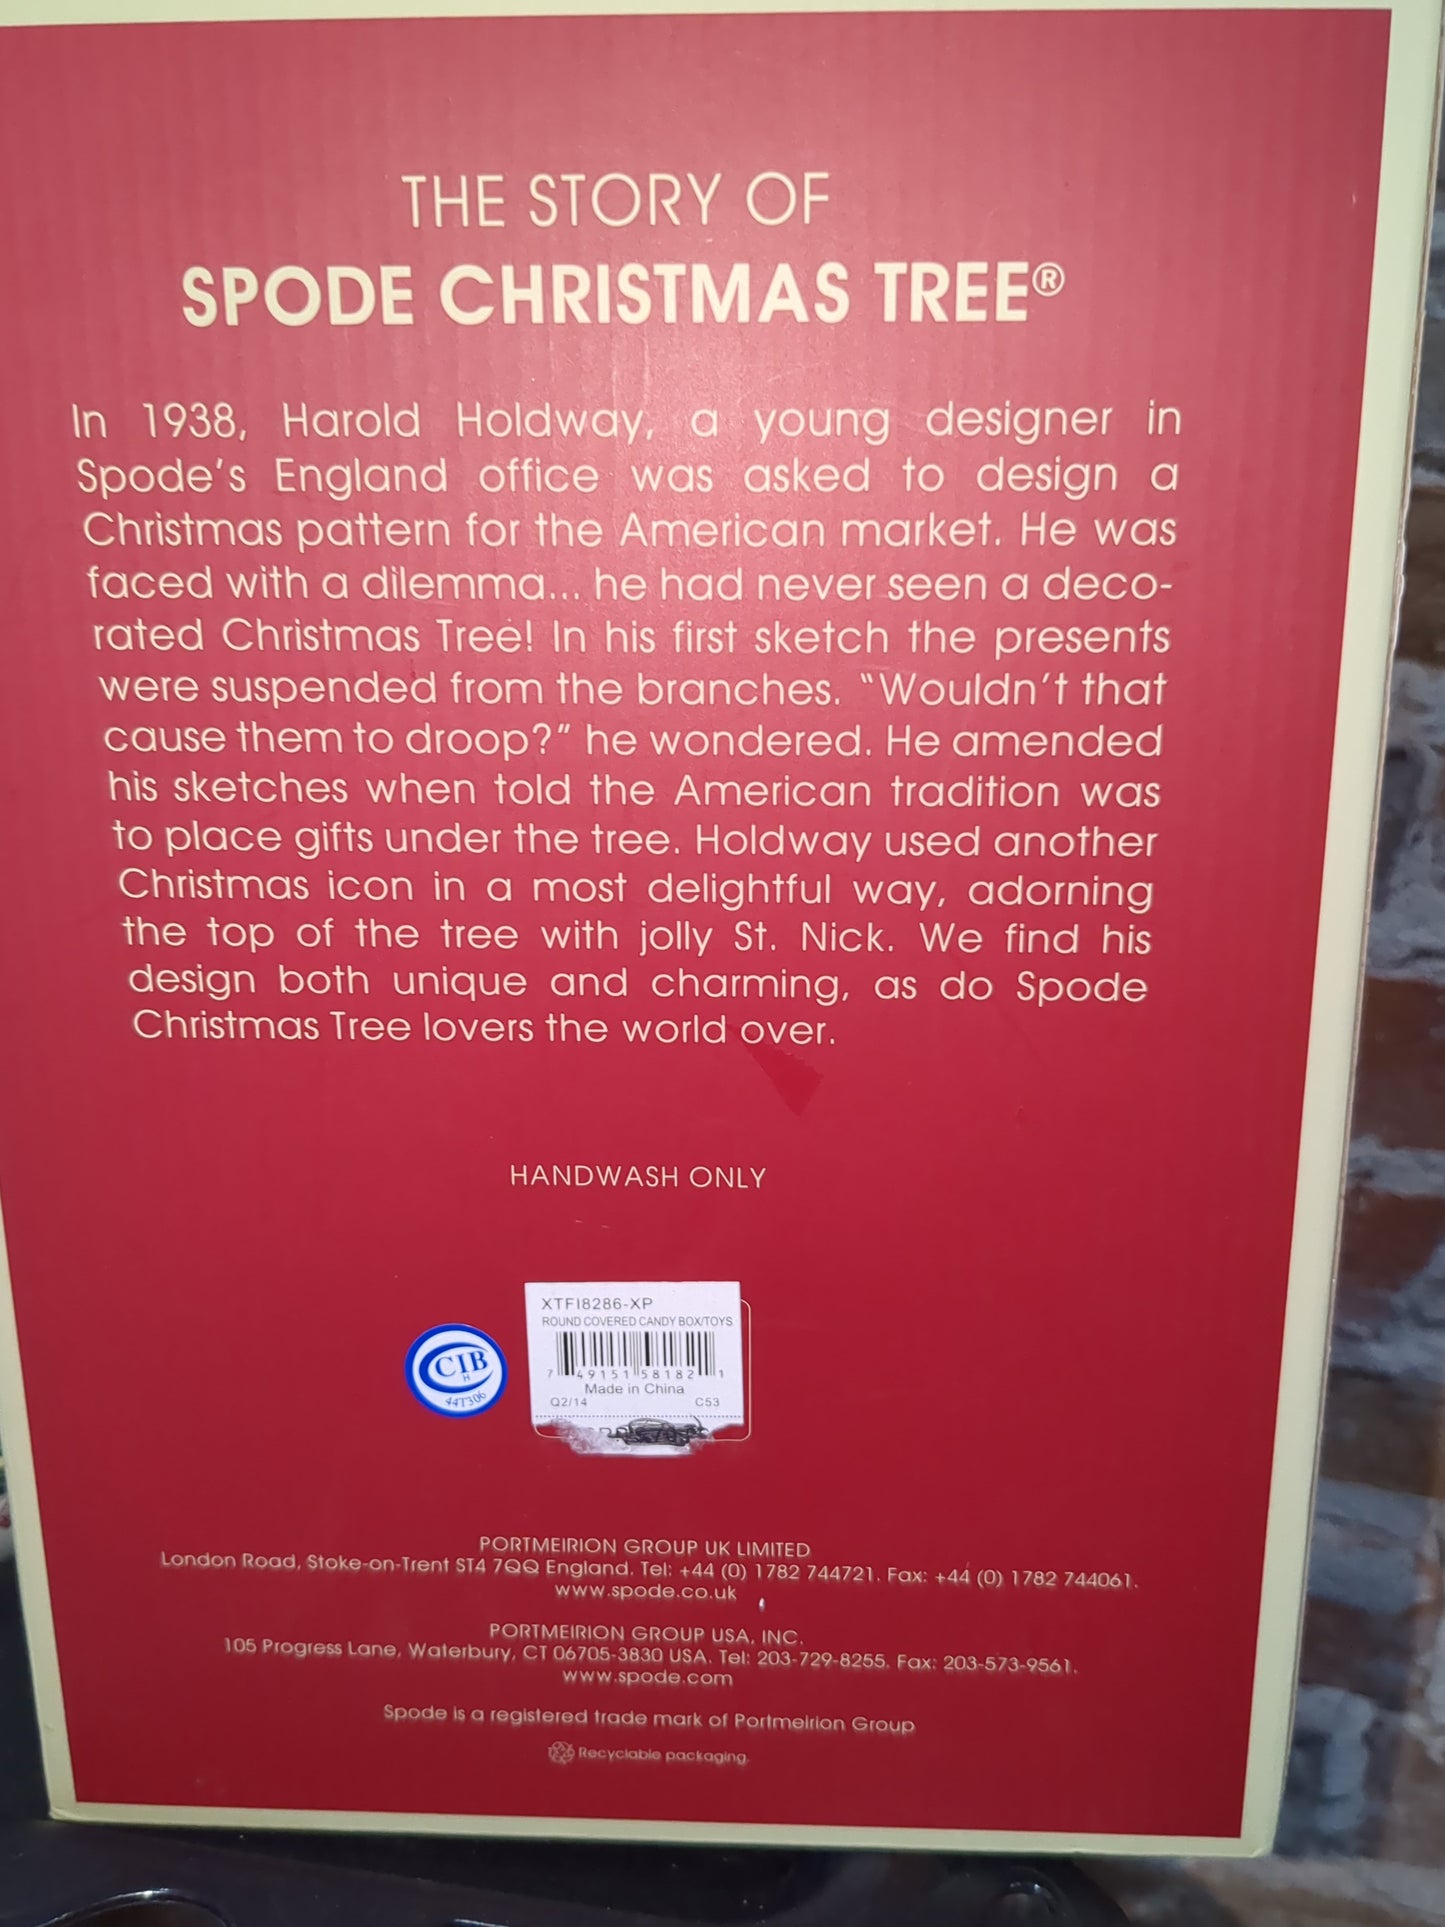 THE STORY OF
SPODE CHRISTMAS TREE®
In 1938, Harold Holdway, a young designer in
Spode's England office was asked to design a
Christmas pattern for the American market. He was
faced with a dilemma... he had never seen a deco-
rated Christmas Tree! In his first sketch the presents
were suspended from the branches. "Wouldn't that
cause them to droop?" he wondered. He amended
his sketches when told the American tradition was
to place gifts under the tree. Holdway used another
Christmas icon in a most delightful way, adorning
the top of the tree with jolly St. Nick. We find his
design both unique and charming, as do Spode
Christmas Tree lovers the world over.
HANDWASH ONLY
CIB
H
44T306
XTFI8286-XP
ROUND COVERED CANDY BOX/TOYS
7 49151 58182 1
Made in China
Q2/14 C53
PORTMEIRION GROUP UK LIMITED
London Road, Stoke-on-Trent ST4 7QQ England. Tel: +44 (0) 1782 744721. Fax: +44 (0) 1782 744061.
www.spode.co.uk
PORTMEIRION GROUP USA, INC.
105 Progress Lane, Waterbury, CT 06705-3830 USA. Tel: 203-729-8255. Fax: 203-573-9561.
www.spode.com
Spode is a registered trade mark of Portmeirion Group
Recyclable packaging.